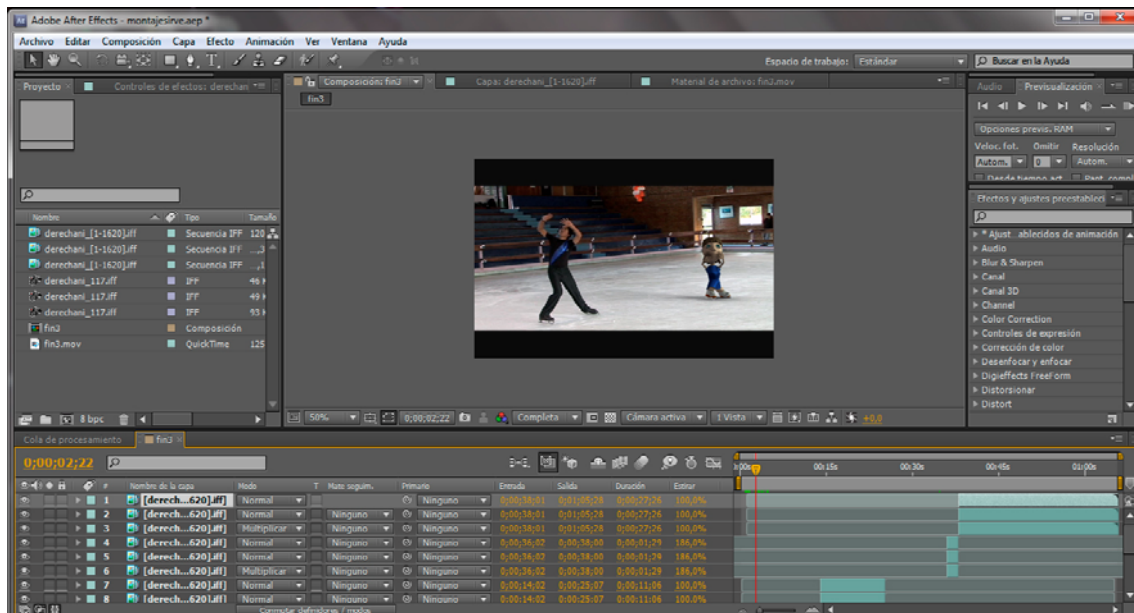 Adobe After Effects - montajesirve.aep *
Archivo Editar Composición Capa Efecto Animación Ver Ventana Ayuda
Espacio de trabajo: Estándar
Buscar en la Ayuda
Proyecto
Controles de efectos: derechan
Composición: fin3
Capa: derechani_[1-1620].iff
Material de archivo: fin3.mov
fin3
Audio Previsualización
Opciones previs. RAM
Veloc. fot. Omitir Resolución
Autom. 0 Autom.
Desde tiempo act. Pant. compl
Efectos y ajustes preestableci
* Ajust...ablecidos de animación
Audio
Blur & Sharpen
Canal
Canal 3D
Channel
Color Correction
Controles de expresión
Corrección de color
Desenfocar y enfocar
Digieffects FreeForm
Distorsionar
Distort
Nombre Tipo Tamaño
derechani_[1-1620].iff Secuencia IFF 120
derechani_[1-1620].iff Secuencia IFF ...,3
derechani_[1-1620].iff Secuencia IFF ...,1
derechani_117.iff IFF 46
derechani_117.iff IFF 49
derechani_117.iff IFF 93
fin3 Composición
fin3.mov QuickTime 125
8 bpc
50% 0;00;02;22 Completa Cámara activa 1 Vista +0,0
Cola de procesamiento fin3
0;00;02;22
00:15s 00:30s 00:45s 01:00s
# Nombre de la capa Modo T Mate seguim. Primario Entrada Salida Duración Estirar
1 [derech...620].iff] Normal Ninguno 0;00;38;01 0;01;05;28 0;00;27;26 100,0%
2 [derech...620].iff] Normal Ninguno Ninguno 0;00;38;01 0;01;05;28 0;00;27;26 100,0%
3 [derech...620].iff] Multiplicar Ninguno Ninguno 0;00;38;01 0;01;05;28 0;00;27;26 100,0%
4 [derech...620].iff] Normal Ninguno Ninguno 0;00;36;02 0;00;38;00 0;00;01;29 186,0%
5 [derech...620].iff] Normal Ninguno Ninguno 0;00;36;02 0;00;38;00 0;00;01;29 186,0%
6 [derech...620].iff] Multiplicar Ninguno Ninguno 0;00;36;02 0;00;38;00 0;00;01;29 186,0%
7 [derech...620].iff] Normal Ninguno Ninguno 0;00;14;02 0;00;25;07 0;00;11;06 100,0%
8 [derech...620].iff] Normal Ninguno Ninguno 0;00;14;02 0;00;25;07 0;00;11;06 100,0%
Conmutar definidores / modos